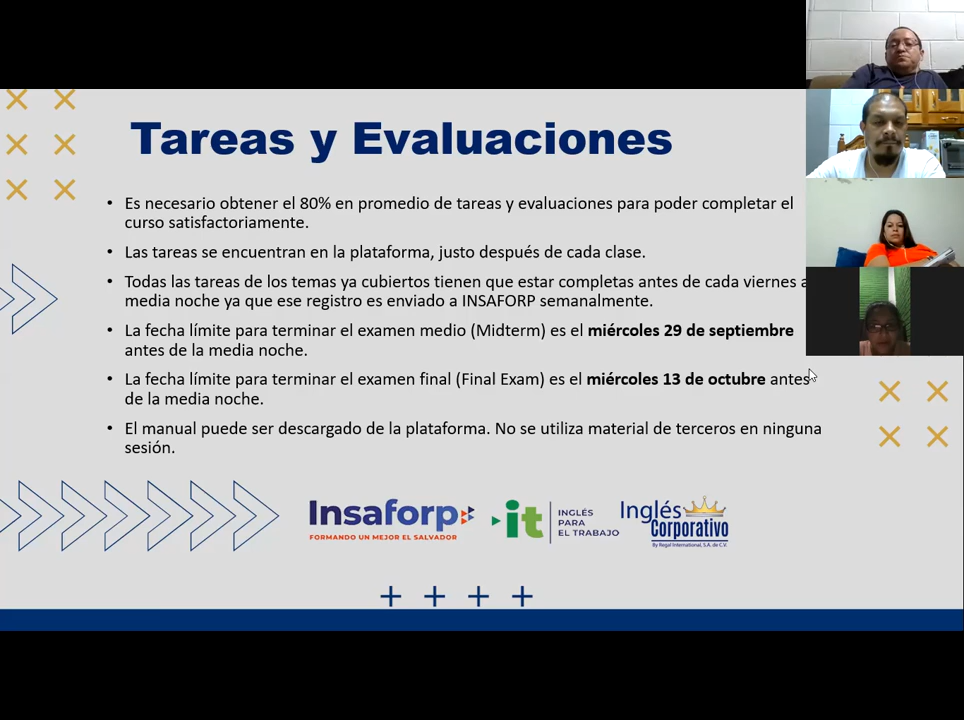 Tareas y Evaluaciones
• Es necesario obtener el 80% en promedio de tareas y evaluaciones para poder completar el
curso satisfactoriamente.
• Las tareas se encuentran en la plataforma, justo después de cada clase.
• Todas las tareas de los temas ya cubiertos tienen que estar completas antes de cada viernes a
media noche ya que ese registro es enviado a INSAFORP semanalmente.
• La fecha límite para terminar el examen medio (Midterm) es el miércoles 29 de septiembre
antes de la media noche.
• La fecha límite para terminar el examen final (Final Exam) es el miércoles 13 de octubre antes
de la media noche.
• El manual puede ser descargado de la plataforma. No se utiliza material de terceros en ninguna
sesión.
Insaforp
FORMANDO UN MEJOR EL SALVADOR
it
INGLÉS
PARA
EL TRABAJO
Inglés
Corporativo
By Regal International, S.A. de C.V.